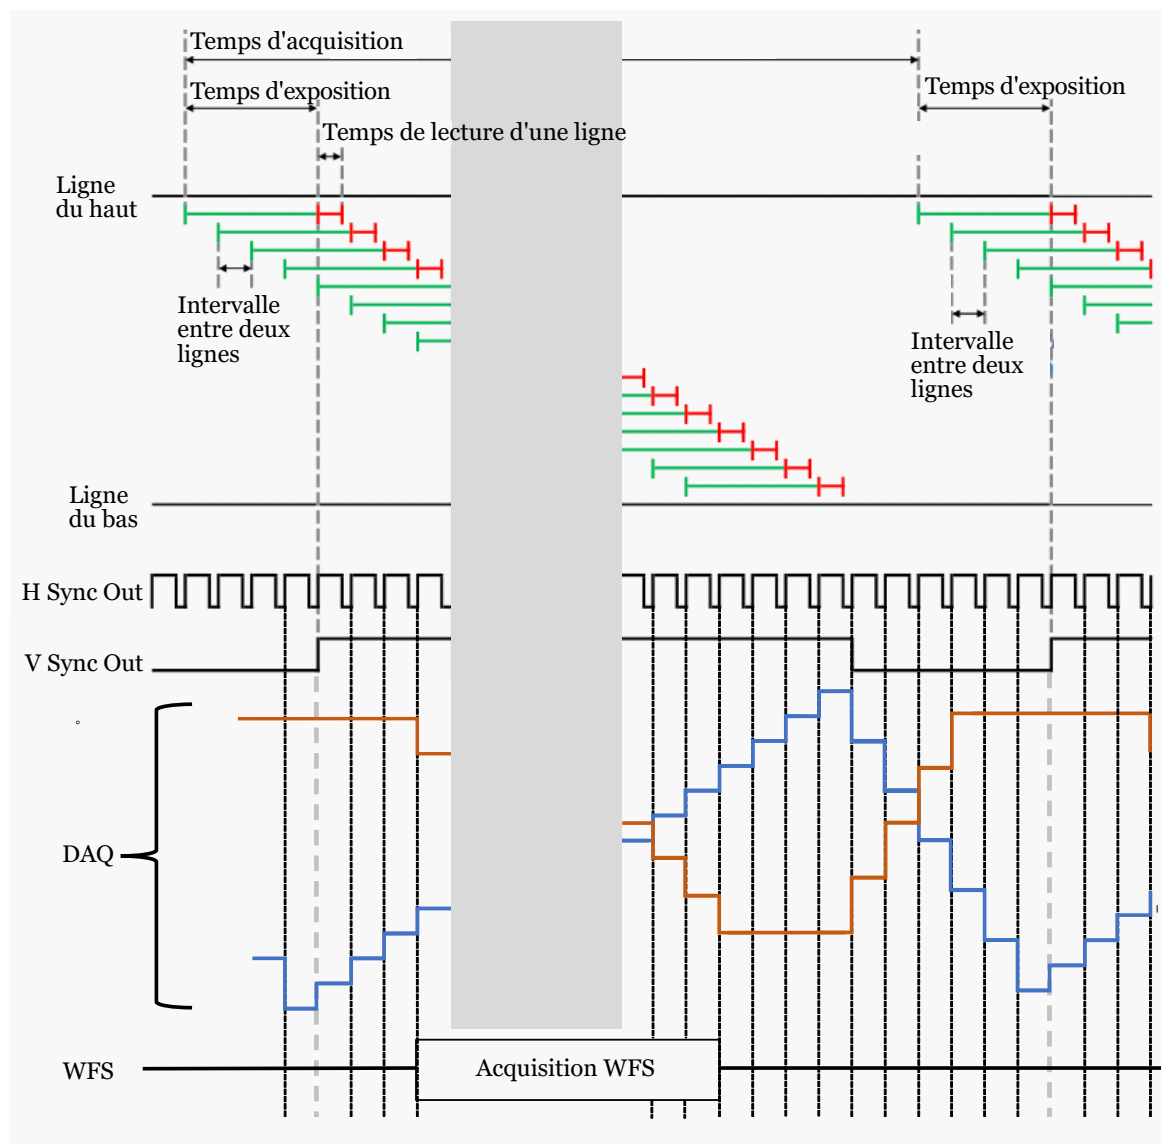 Temps d'acquisition
Temps d'exposition
Temps d'exposition
Temps de lecture d'une ligne
Ligne
du haut
Intervalle
entre deux
lignes
Intervalle
entre deux
lignes
Ligne
du bas
H Sync Out
V Sync Out
DAQ
WFS
Acquisition WFS